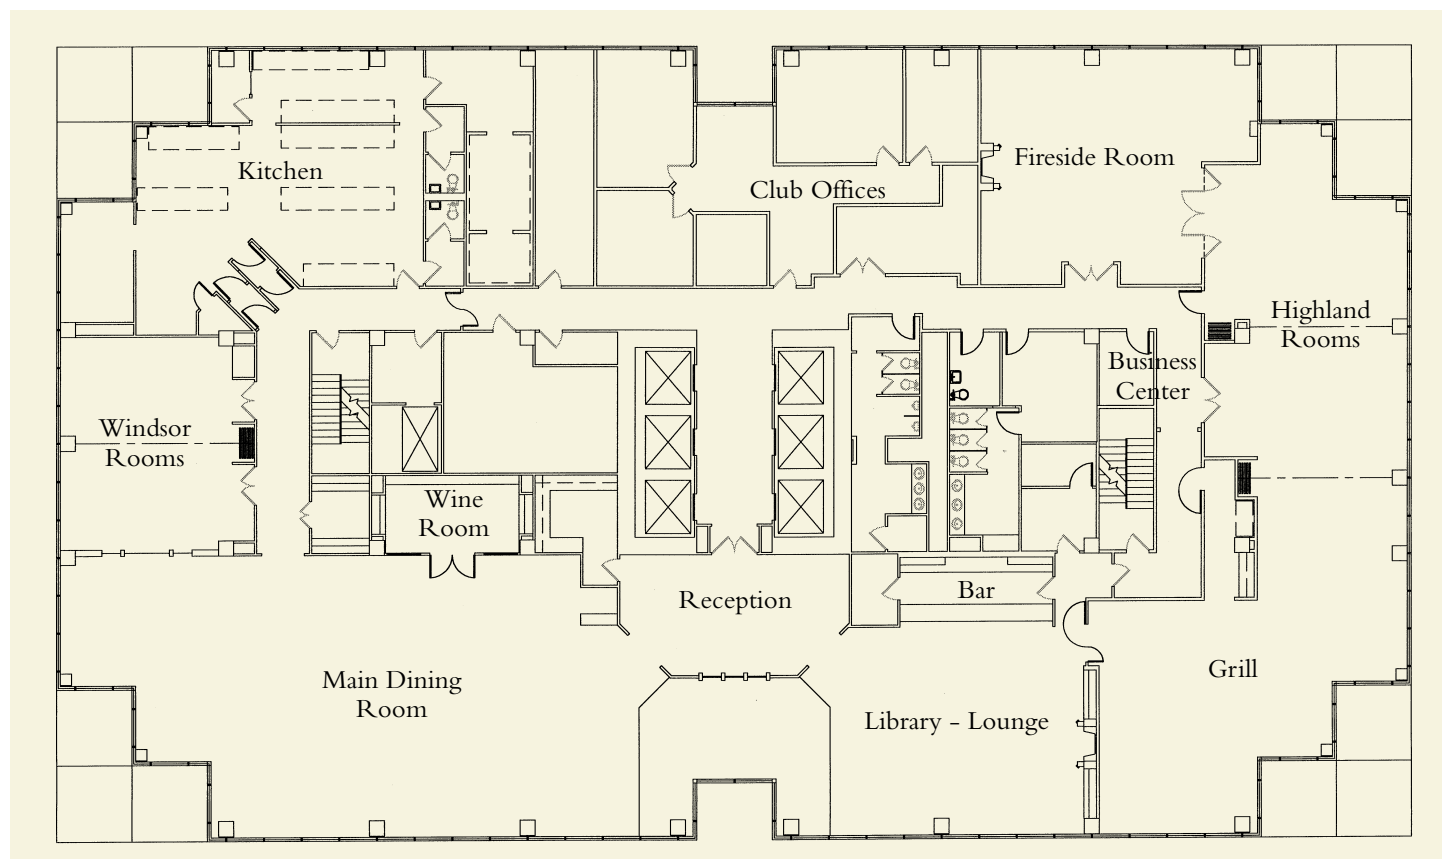 Kitchen
Fireside Room
Club Offices
Highland
Rooms
Business
Center
Windsor
Rooms
Wine
Room
Reception
Bar
Main Dining
Room
Library - Lounge
Grill